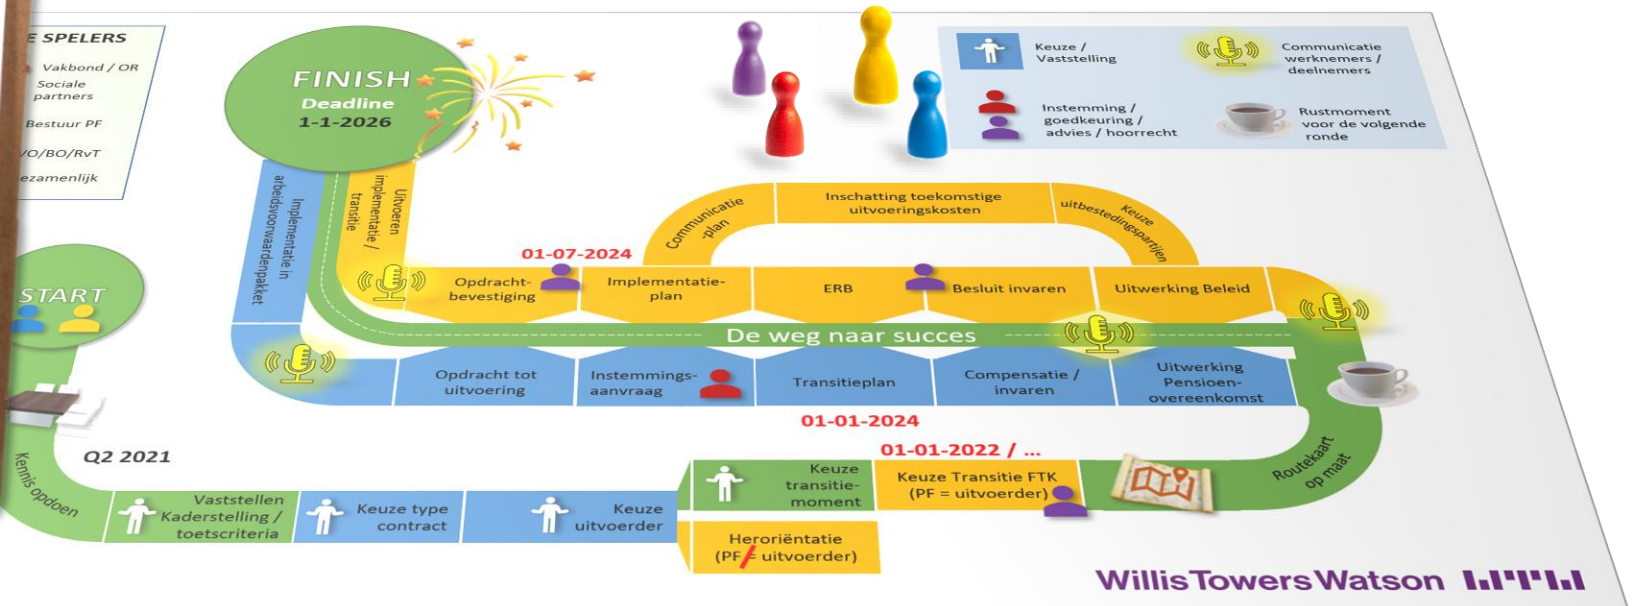 E SPELERS
Vakbond / OR
Sociale
partners
Bestuur PF
VO/BO/RvT
ezamenlijk
FINISH
Deadline
1-1-2026
Keuze /
Vaststelling
Communicatie
werknemers /
deelnemers
Instemming /
goedkeuring /
advies / hoorrecht
Rustmoment
voor de volgende
ronde
Implementatie in
arbeidsvoorwaardenpakket
Uitvoeren
implementatie /
transitie
Communicatie
-plan
Inschatting toekomstige
uitvoeringskosten
Keuze
uitbestedingspartijen
01-07-2024
Opdracht-
bevestiging
Implementatie-
plan
ERB
Besluit invaren
Uitwerking Beleid
START
De weg naar succes
Opdracht tot
uitvoering
Instemmings-
aanvraag
Transitieplan
Compensatie /
invaren
Uitwerking
Pensioen-
overeenkomst
01-01-2024
01-01-2022 / ...
Q2 2021
Kennis opdoen
Vaststellen
Kaderstelling /
toetscriteria
Keuze type
contract
Keuze
uitvoerder
Keuze
transitie-
moment
Keuze Transitie FTK
(PF = uitvoerder)
Routekaart
op maat
Heroriëntatie
(PF ≠ uitvoerder)
Willis Towers Watson